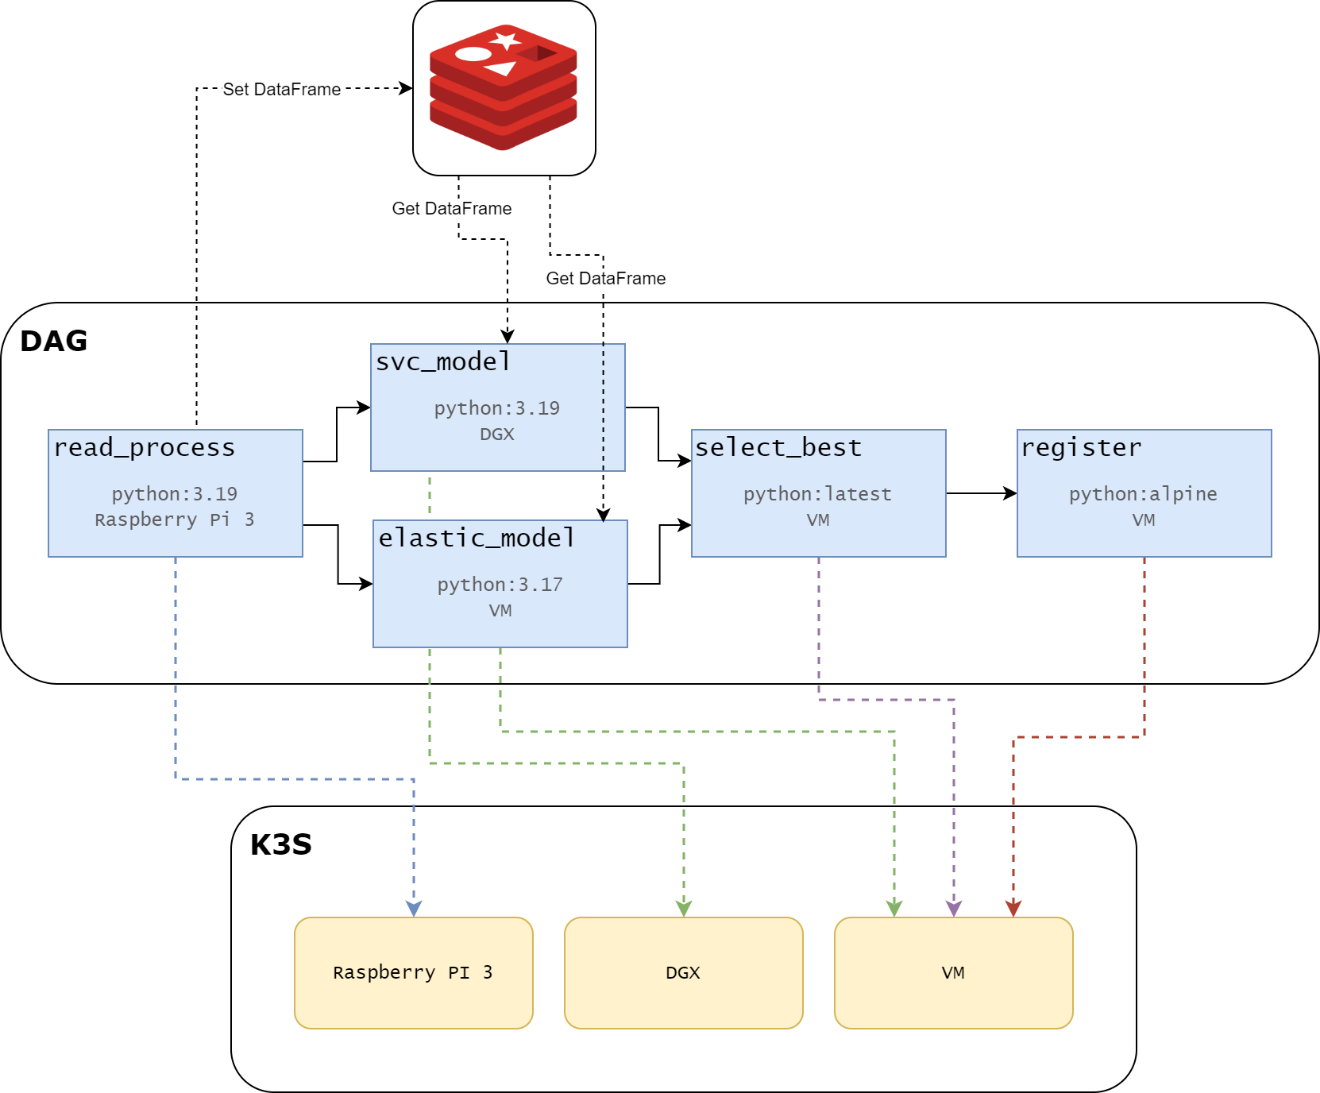 Set DataFrame
Get DataFrame
Get DataFrame
DAG
svc_model
python:3.19
DGX
read_process
python:3.19
Raspberry Pi 3
elastic_model
python:3.17
VM
select_best
python:latest
VM
register
python:alpine
VM
K3S
Raspberry PI 3
DGX
VM